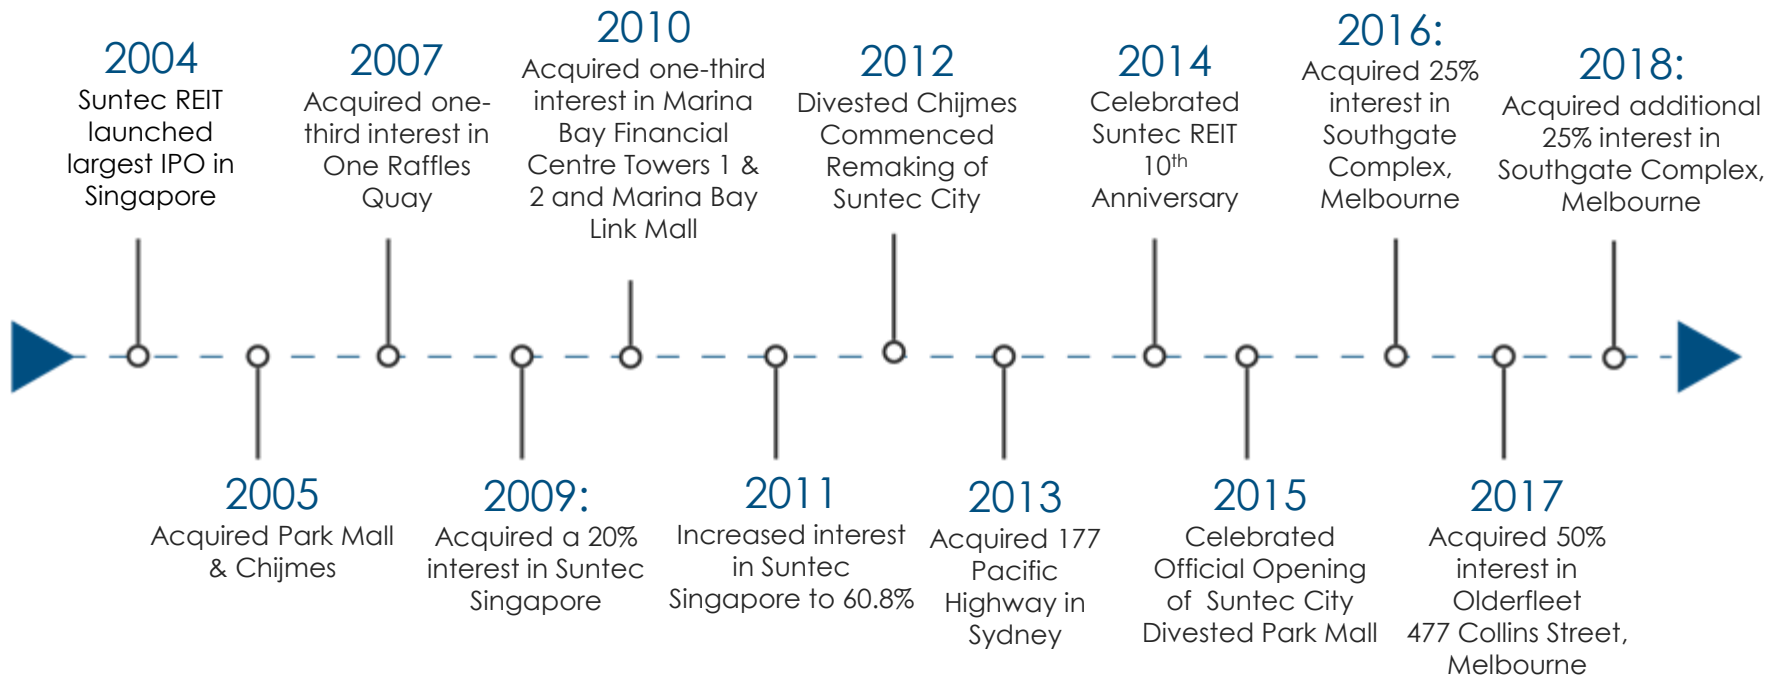 2004
Suntec REIT
launched
largest IPO in
Singapore
2007
Acquired one-
third interest in
One Raffles
Quay
2010
Acquired one-third
interest in Marina
Bay Financial
Centre Towers 1 &
2 and Marina Bay
Link Mall
2012
Divested Chijmes
Commenced
Remaking of
Suntec City
2014
Celebrated
Suntec REIT
10th
Anniversary
2016:
Acquired 25%
interest in
Southgate
Complex,
Melbourne
2018:
Acquired additional
25% interest in
Southgate Complex,
Melbourne
2005
Acquired Park Mall
& Chijmes
2009:
Acquired a 20%
interest in Suntec
Singapore
2011
Increased interest
in Suntec
Singapore to 60.8%
2013
Acquired 177
Pacific
Highway in
Sydney
2015
Celebrated
Official Opening
of Suntec City
Divested Park Mall
2017
Acquired 50%
interest in
Olderfleet
477 Collins Street,
Melbourne